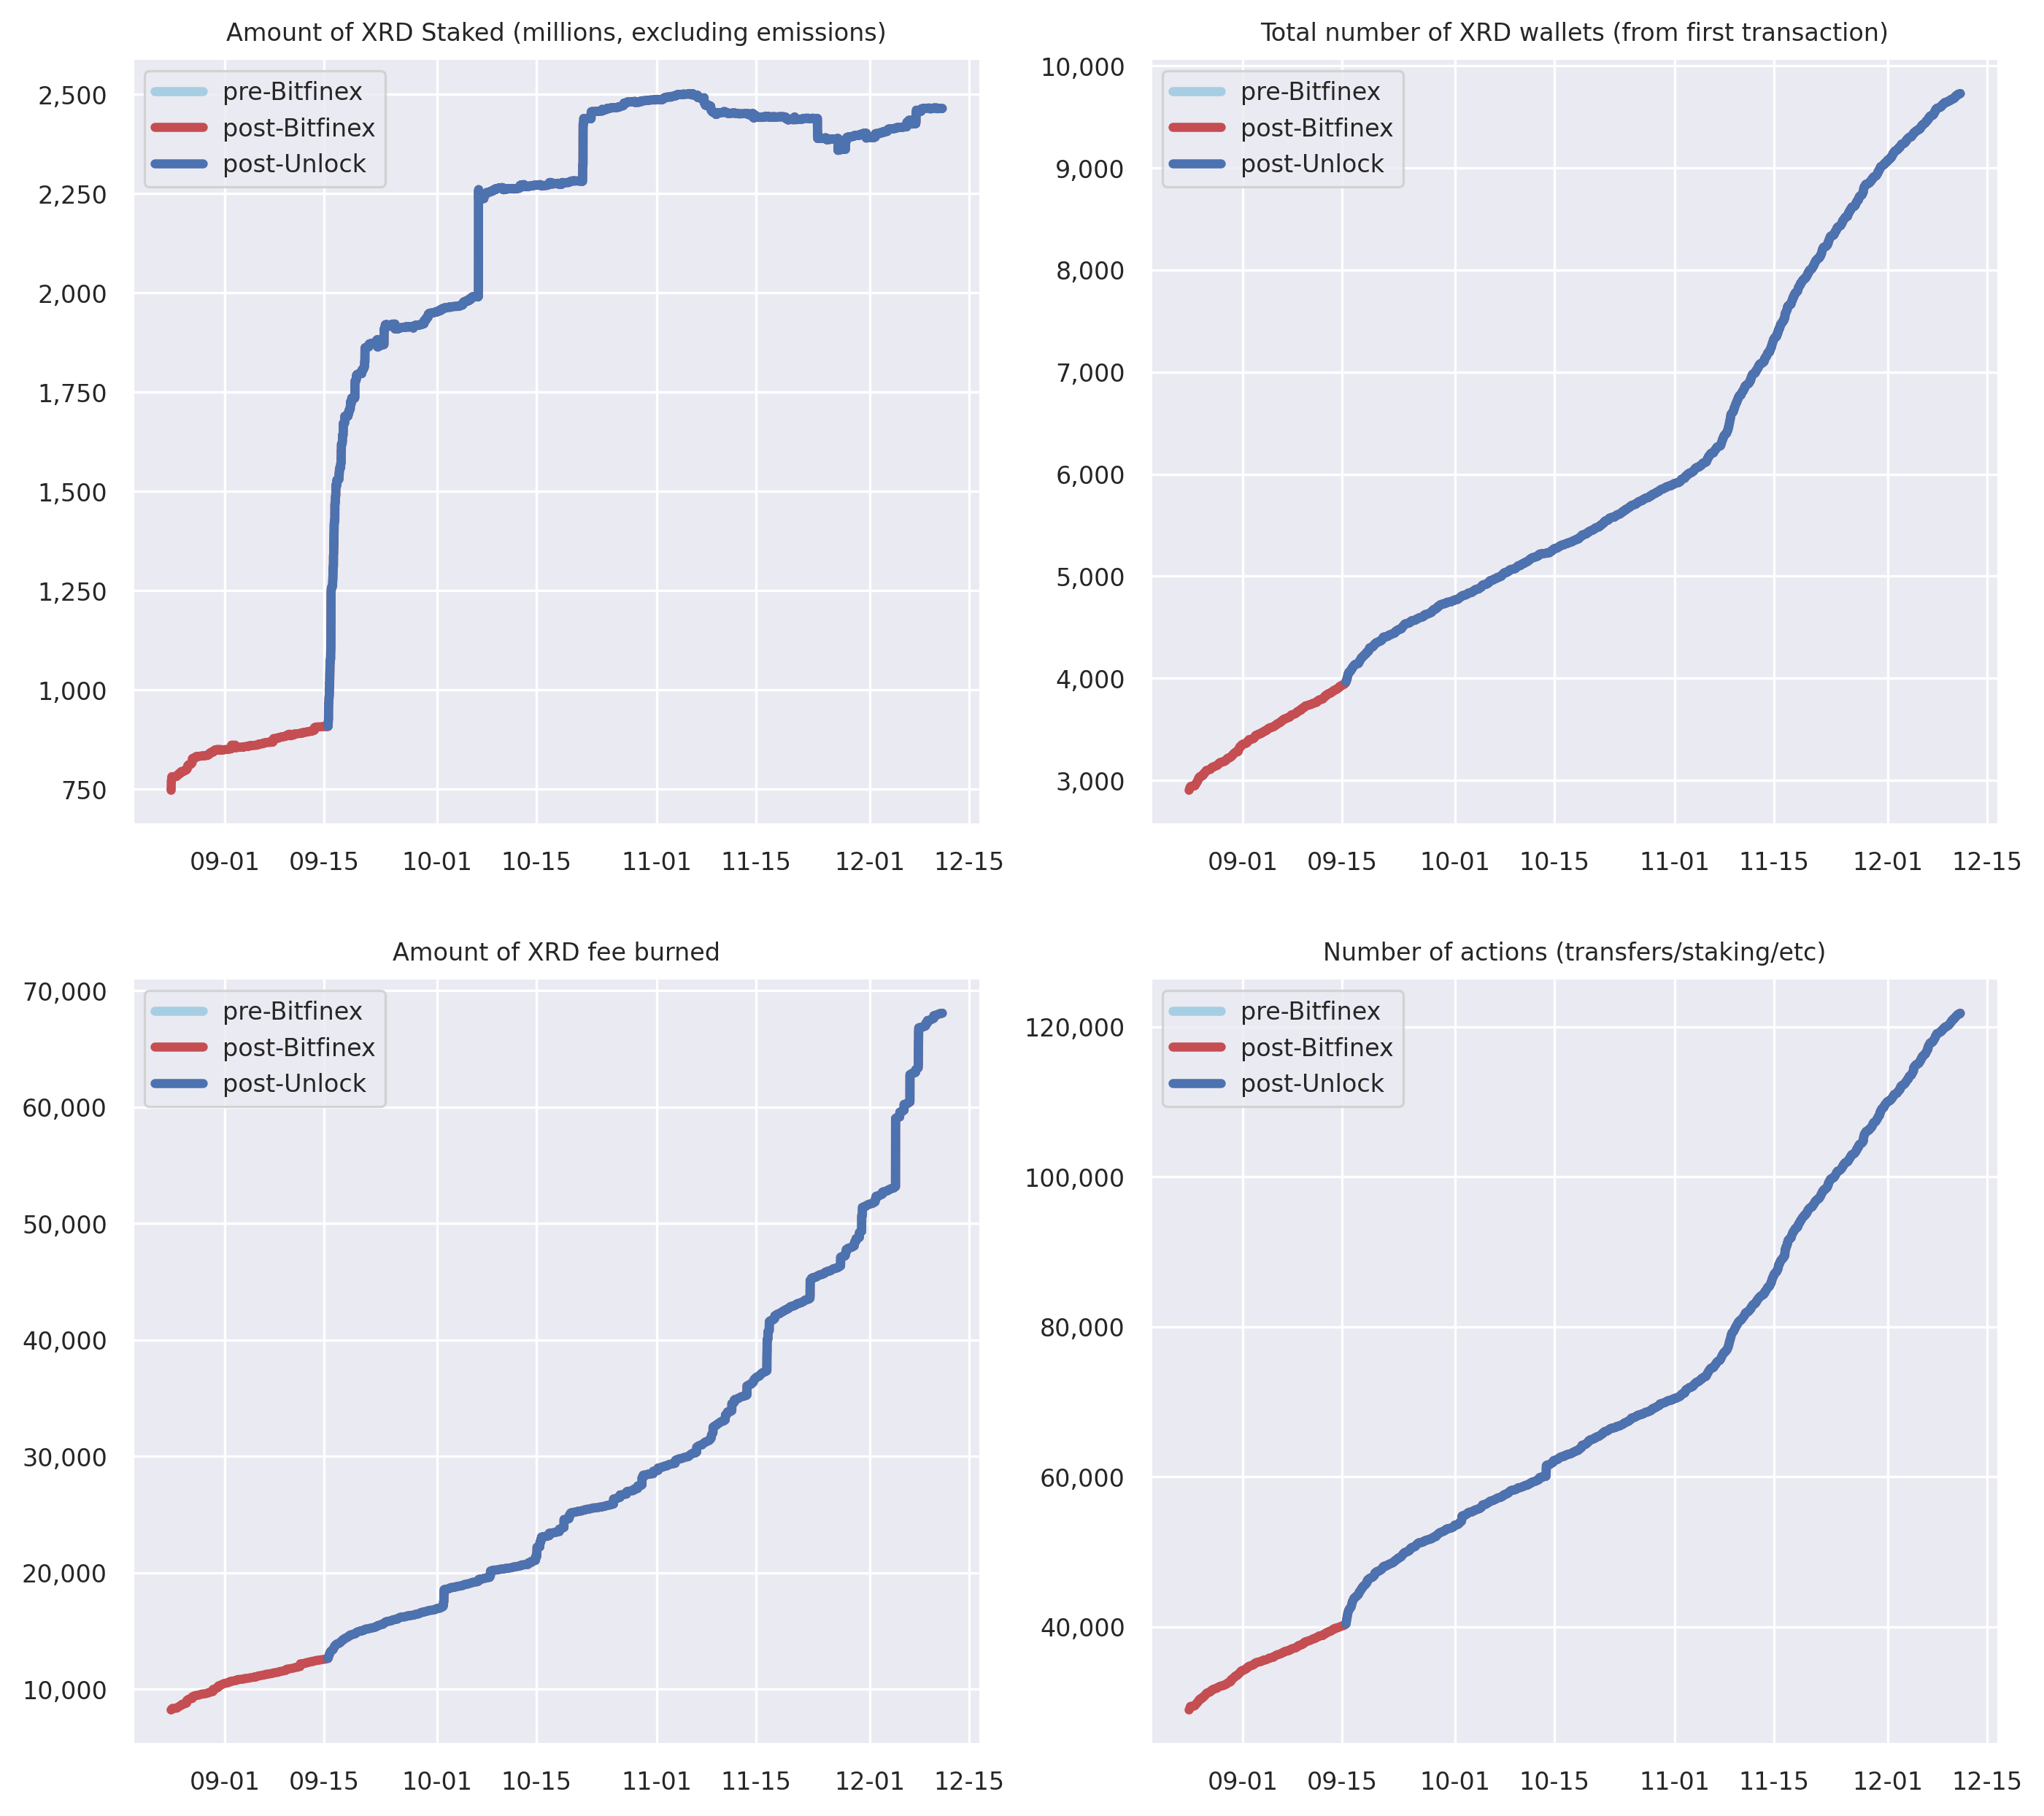 Amount of XRD Staked (millions, excluding emissions)
2,500
2,250
2,000
1,750
1,500
1,250
1,000
750
pre-Bitfinex
post-Bitfinex
post-Unlock
09-01 09-15 10-01 10-15 11-01 11-15 12-01 12-15
Total number of XRD wallets (from first transaction)
10,000
9,000
8,000
7,000
6,000
5,000
4,000
3,000
pre-Bitfinex
post-Bitfinex
post-Unlock
09-01 09-15 10-01 10-15 11-01 11-15 12-01 12-15
Amount of XRD fee burned
70,000
60,000
50,000
40,000
30,000
20,000
10,000
pre-Bitfinex
post-Bitfinex
post-Unlock
09-01 09-15 10-01 10-15 11-01 11-15 12-01 12-15
Number of actions (transfers/staking/etc)
120,000
100,000
80,000
60,000
40,000
pre-Bitfinex
post-Bitfinex
post-Unlock
09-01 09-15 10-01 10-15 11-01 11-15 12-01 12-15